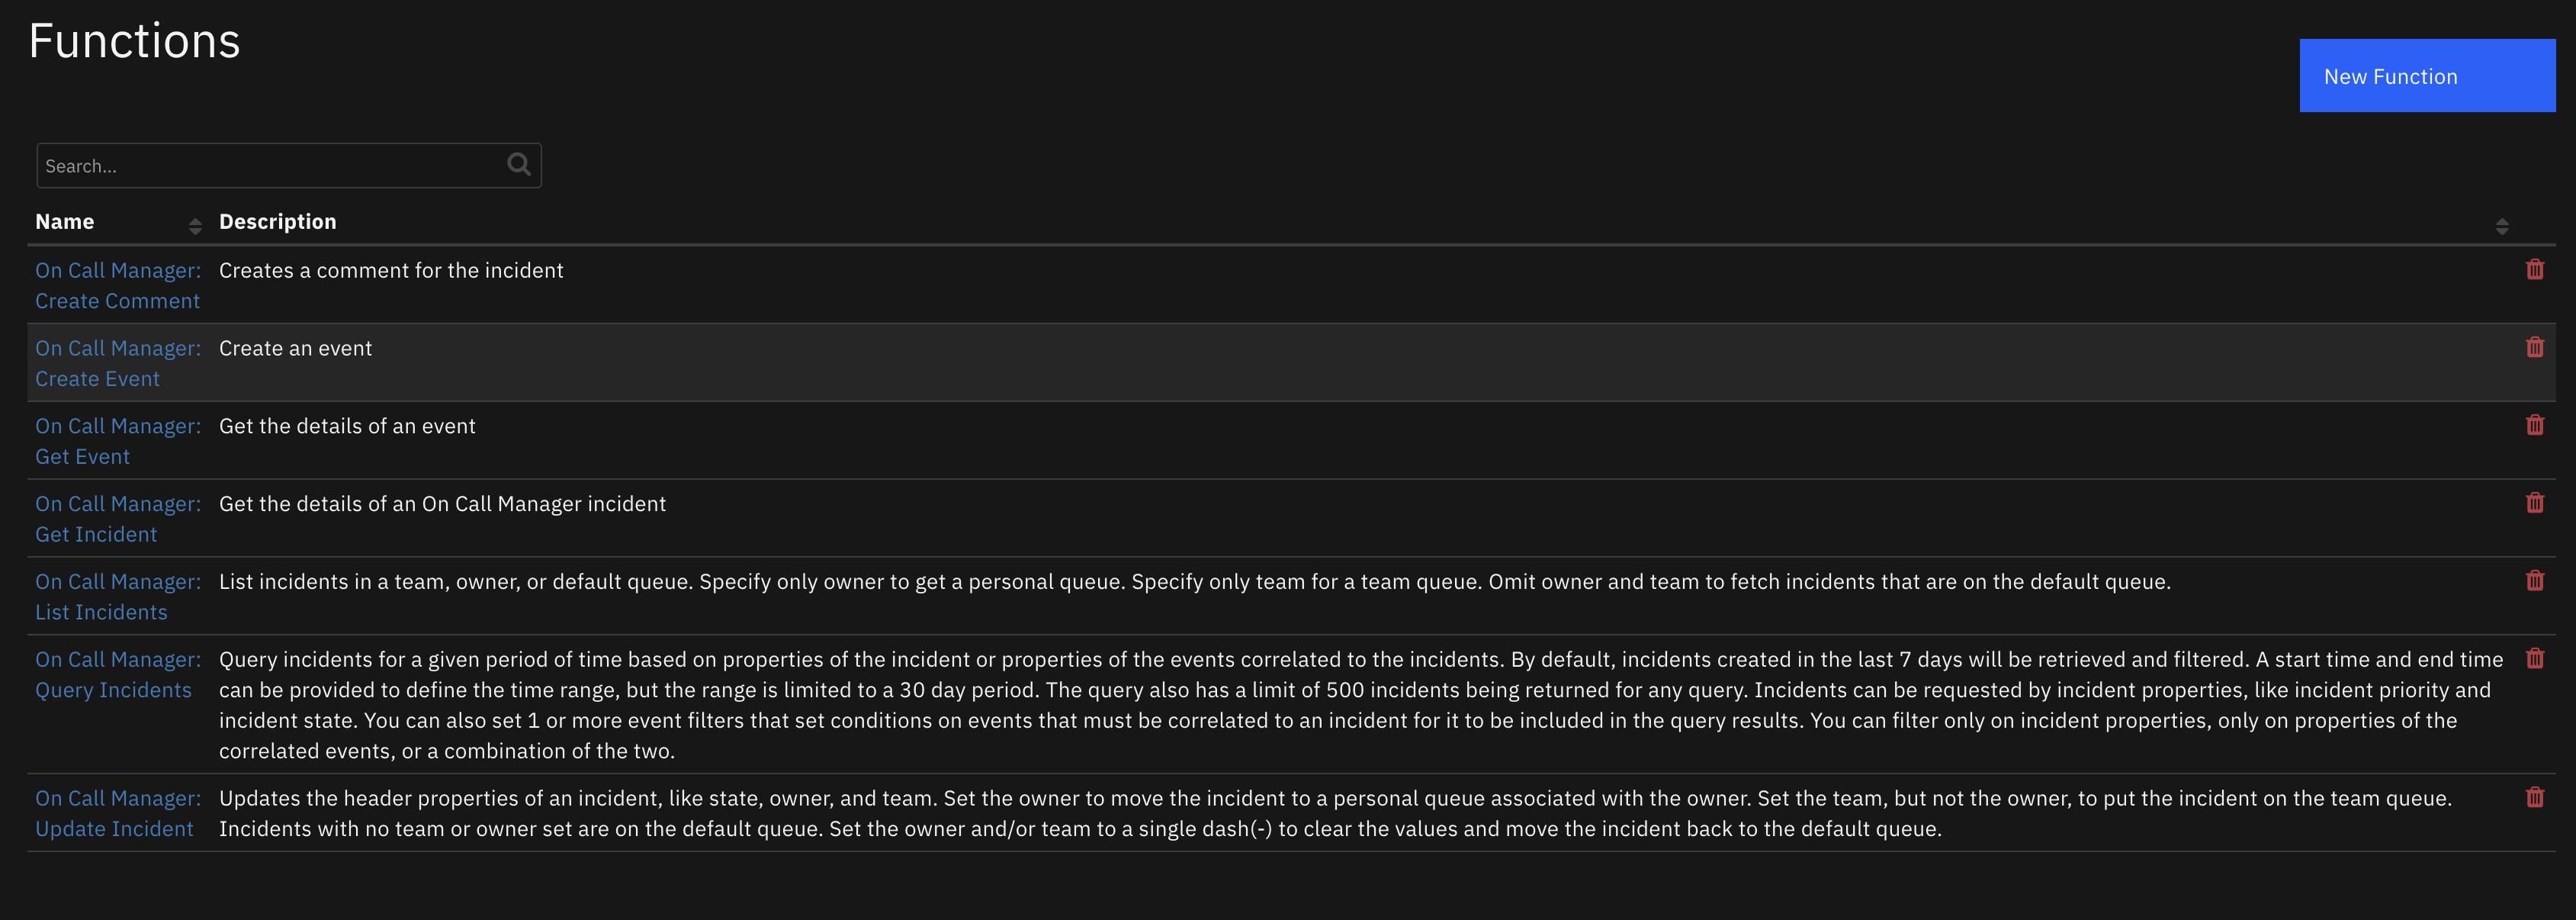 Functions
New Function
Search...
Name Description
On Call Manager: Creates a comment for the incident
Create Comment
On Call Manager: Create an event
Create Event
On Call Manager: Get the details of an event
Get Event
On Call Manager: Get the details of an On Call Manager incident
Get Incident
On Call Manager: List incidents in a team, owner, or default queue. Specify only owner to get a personal queue. Specify only team for a team queue. Omit owner and team to fetch incidents that are on the default queue.
List Incidents
On Call Manager: Query incidents for a given period of time based on properties of the incident or properties of the events correlated to the incidents. By default, incidents created in the last 7 days will be retrieved and filtered. A start time and end time
Query Incidents can be provided to define the time range, but the range is limited to a 30 day period. The query also has a limit of 500 incidents being returned for any query. Incidents can be requested by incident properties, like incident priority and
incident state. You can also set 1 or more event filters that set conditions on events that must be correlated to an incident for it to be included in the query results. You can filter only on incident properties, only on properties of the
correlated events, or a combination of the two.
On Call Manager: Updates the header properties of an incident, like state, owner, and team. Set the owner to move the incident to a personal queue associated with the owner. Set the team, but not the owner, to put the incident on the team queue.
Update Incident Incidents with no team or owner set are on the default queue. Set the owner and/or team to a single dash(-) to clear the values and move the incident back to the default queue.